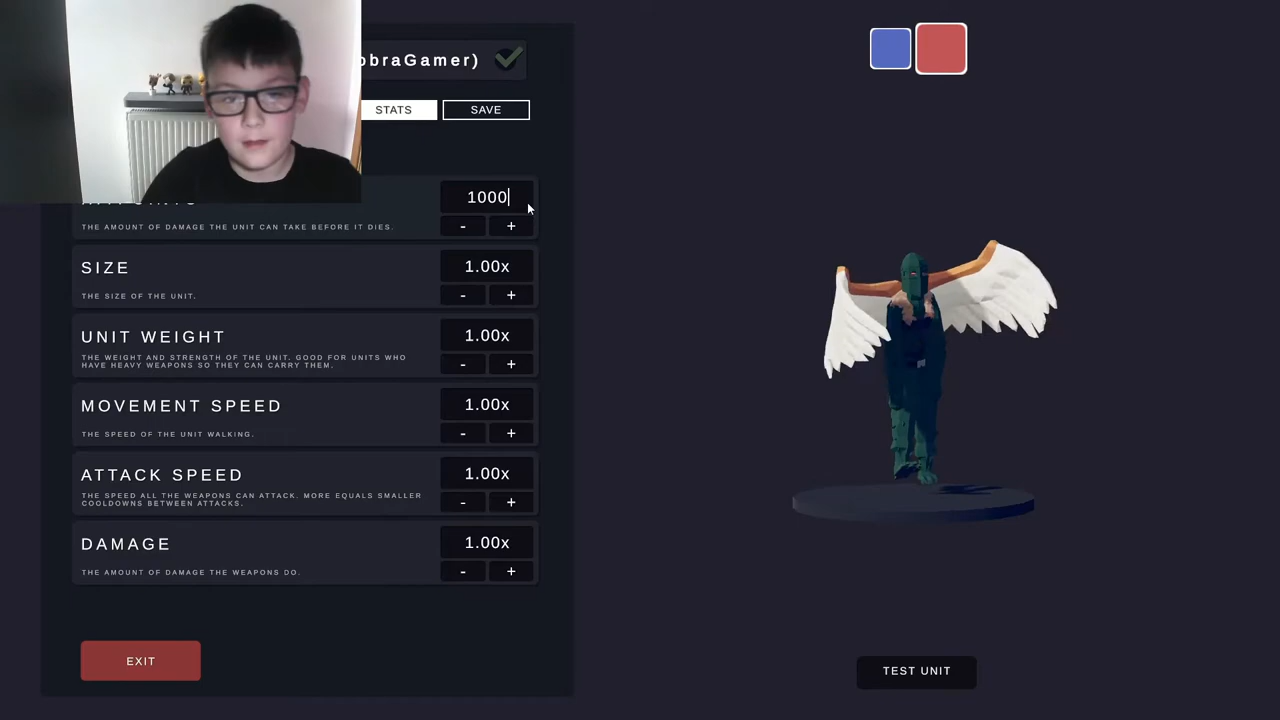 obraGamer)
STATS
SAVE
1000
THE AMOUNT OF DAMAGE THE UNIT CAN TAKE BEFORE IT DIES.
- +
SIZE
1.00x
THE SIZE OF THE UNIT.
- +
UNIT WEIGHT
1.00x
THE WEIGHT AND STRENGTH OF THE UNIT. GOOD FOR UNITS WHO
HAVE HEAVY WEAPONS SO THEY CAN CARRY THEM.
- +
MOVEMENT SPEED
1.00x
THE SPEED OF THE UNIT WALKING.
- +
ATTACK SPEED
1.00x
THE SPEED ALL THE WEAPONS CAN ATTACK. MORE EQUALS SMALLER
COOLDOWNS BETWEEN ATTACKS.
- +
DAMAGE
1.00x
THE AMOUNT OF DAMAGE THE WEAPONS DO.
- +
EXIT
TEST UNIT